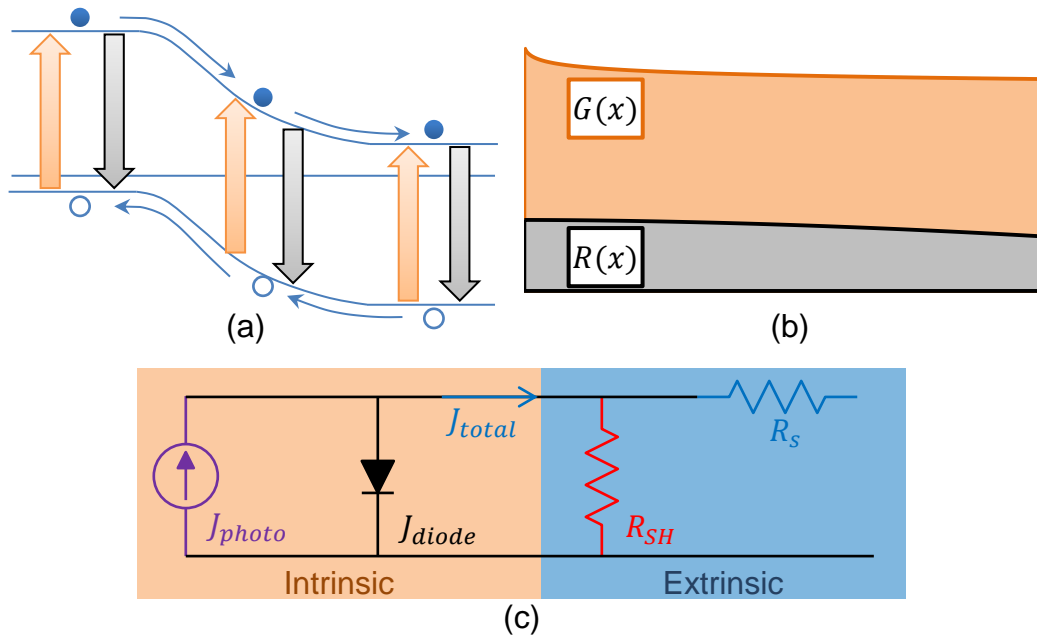 G(x)
R(x)
(a)
(b)
J_total
R_S
J_photo
J_diode
R_SH
Intrinsic
Extrinsic
(c)